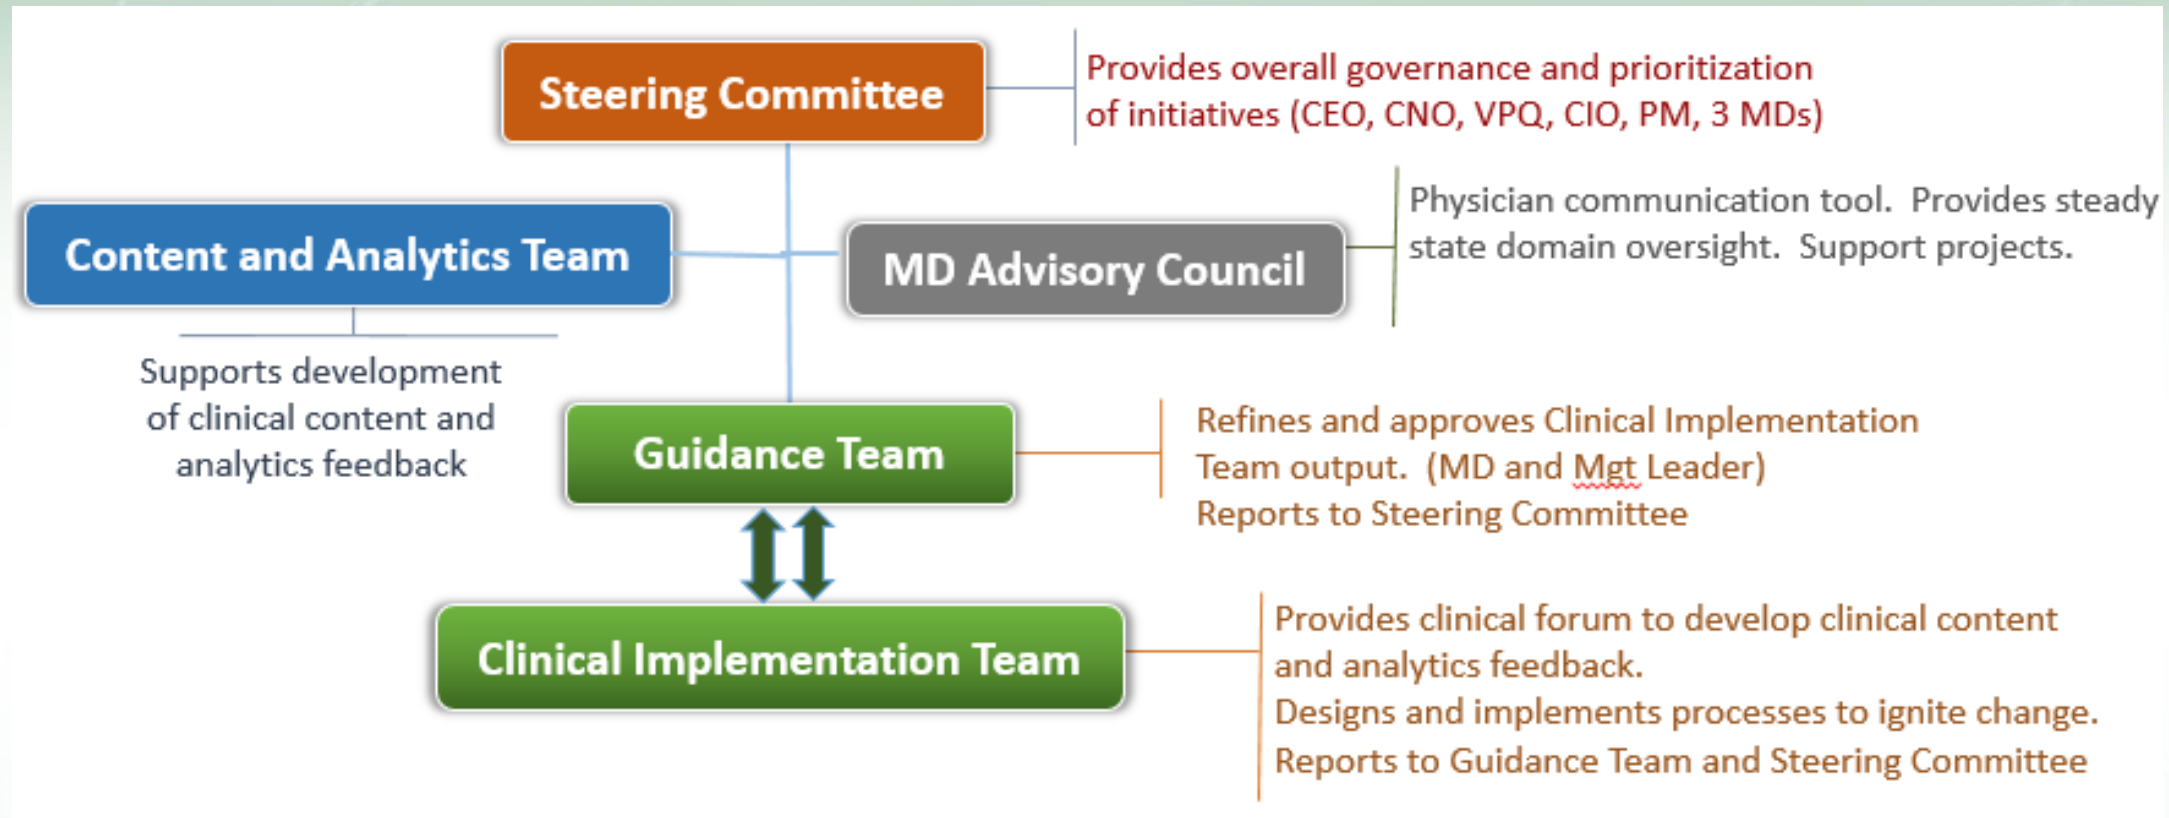 Steering Committee
Provides overall governance and prioritization
of initiatives (CEO, CNO, VPQ, CIO, PM, 3 MDs)
Content and Analytics Team
MD Advisory Council
Physician communication tool.  Provides steady
state domain oversight.  Support projects.
Supports development
of clinical content and
analytics feedback
Guidance Team
Refines and approves Clinical Implementation
Team output.  (MD and Mgt Leader)
Reports to Steering Committee
Clinical Implementation Team
Provides clinical forum to develop clinical content
and analytics feedback.
Designs and implements processes to ignite change.
Reports to Guidance Team and Steering Committee